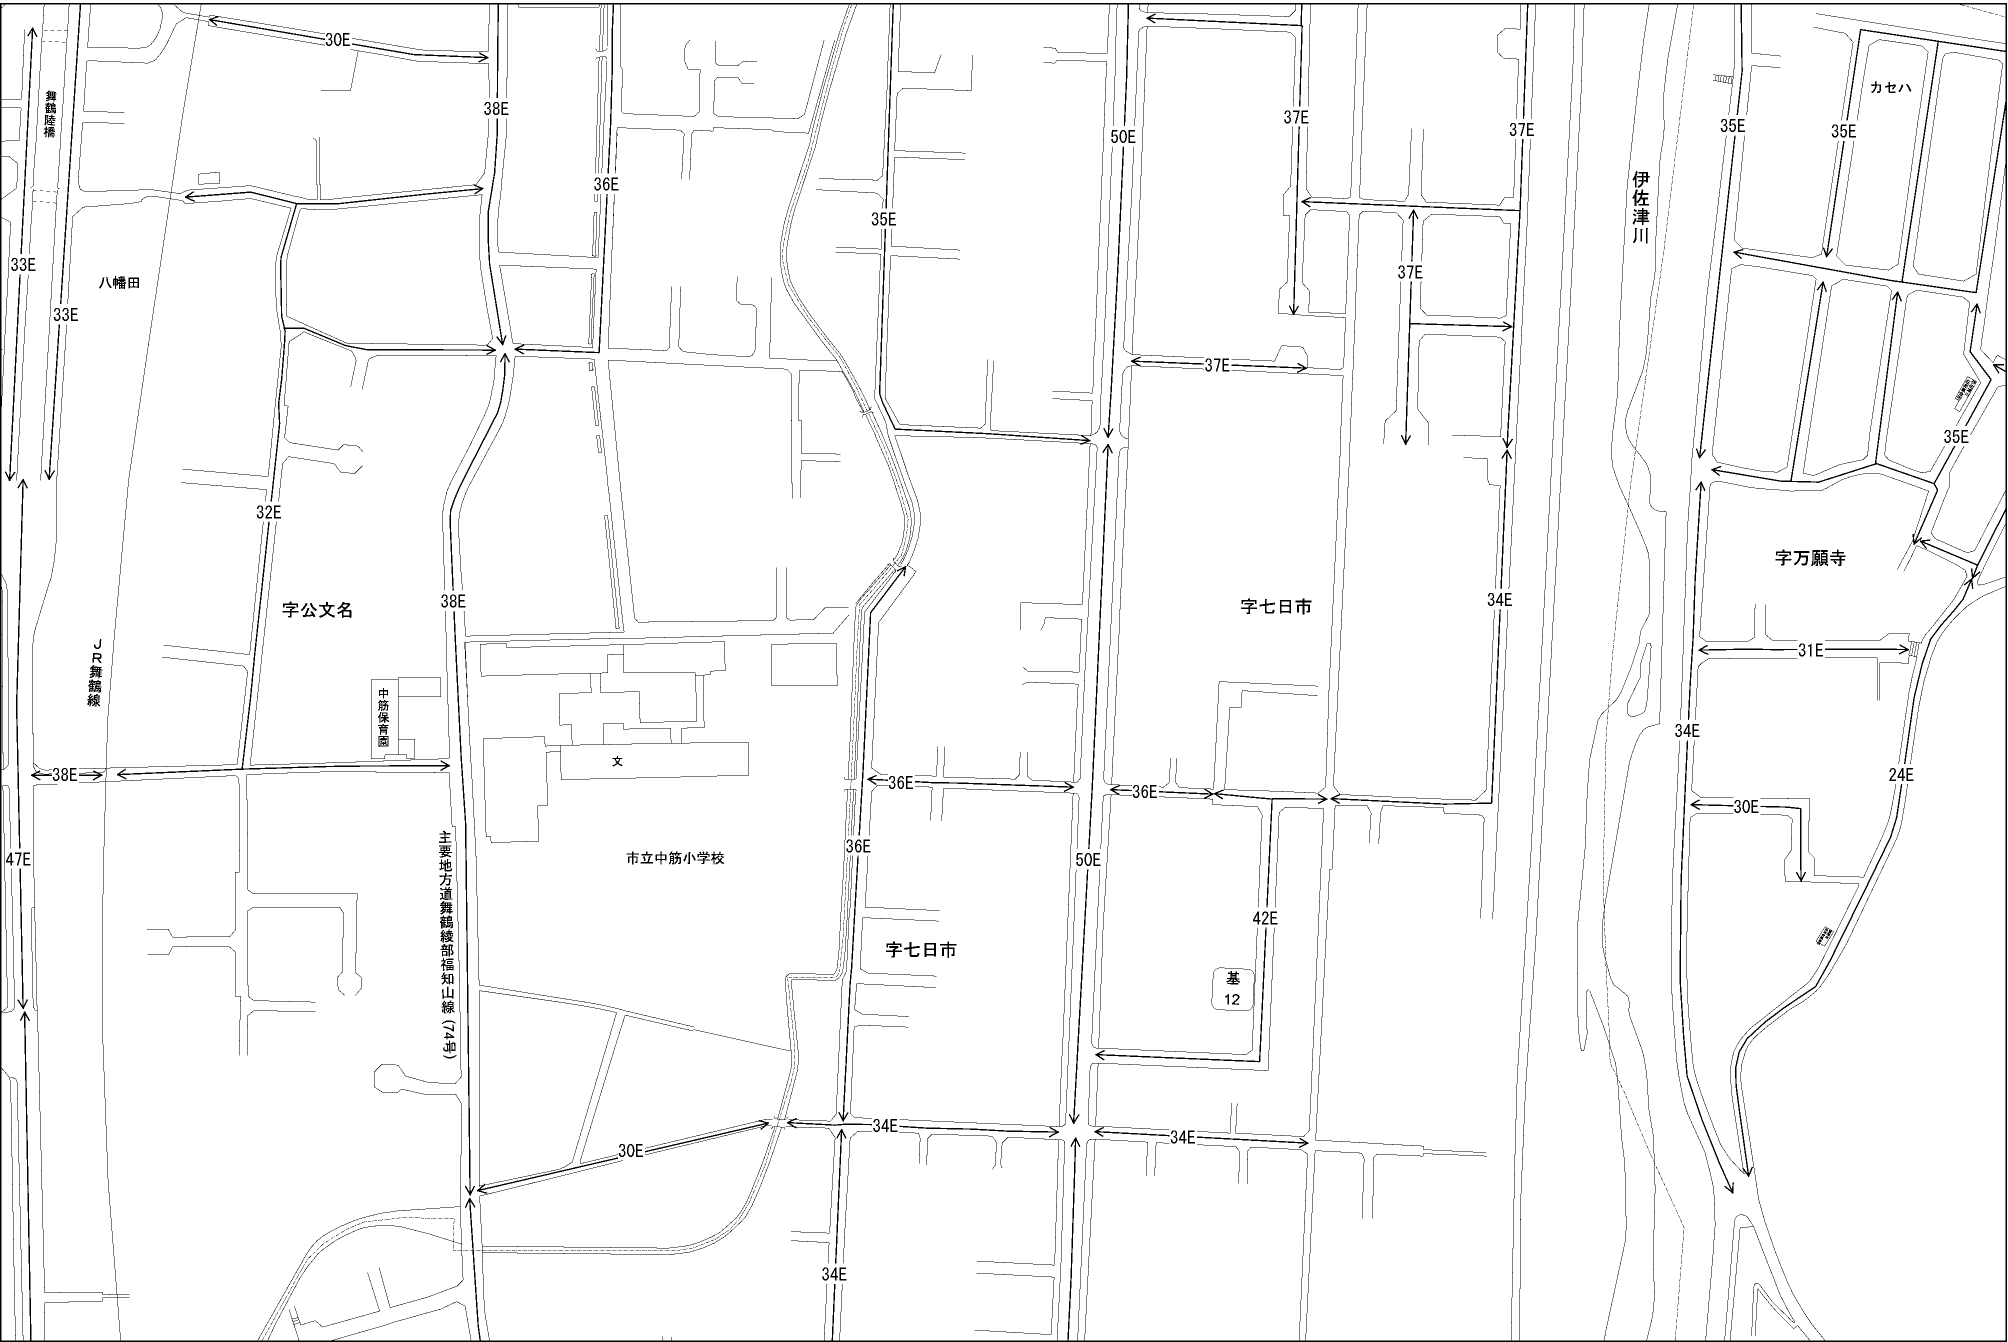 30E
舞鶴陸橋
38E
36E
35E
50E
37E
37E
35E
35E
カセハ
伊佐津川
33E
33E
八幡田
37E
37E
35E
32E
字公文名
38E
字七日市
34E
字万願寺
31E
JR舞鶴線
中筋保育園
文
38E
36E
36E
34E
24E
30E
47E
主要地方道舞鶴綾部福知山線(74号)
市立中筋小学校
36E
50E
42E
字七日市
基
12
30E
34E
34E
34E